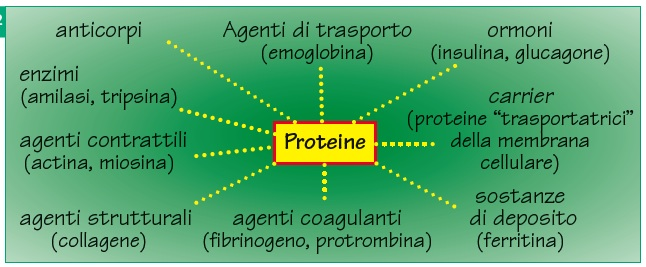 2
anticorpi
Agenti di trasporto
(emoglobina)
ormoni
(insulina, glucagone)
enzimi
(amilasi, tripsina)
carrier
(proteine “trasportatrici”
della membrana
cellulare)
agenti contrattili
(actina, miosina)
Proteine
agenti strutturali
(collagene)
agenti coagulanti
(fibrinogeno, protrombina)
sostanze
di deposito
(ferritina)